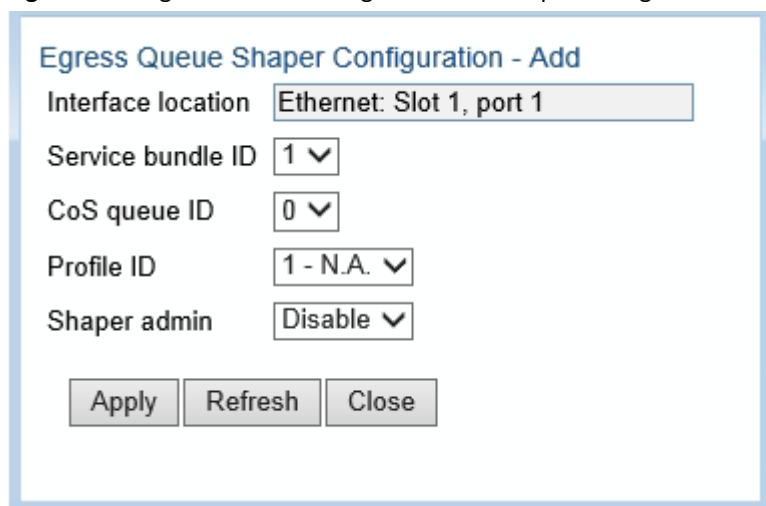 Egress Queue Shaper Configuration - Add
Interface location Ethernet: Slot 1, port 1
Service bundle ID 1
CoS queue ID 0
Profile ID 1 - N.A.
Shaper admin Disable
Apply Refresh Close